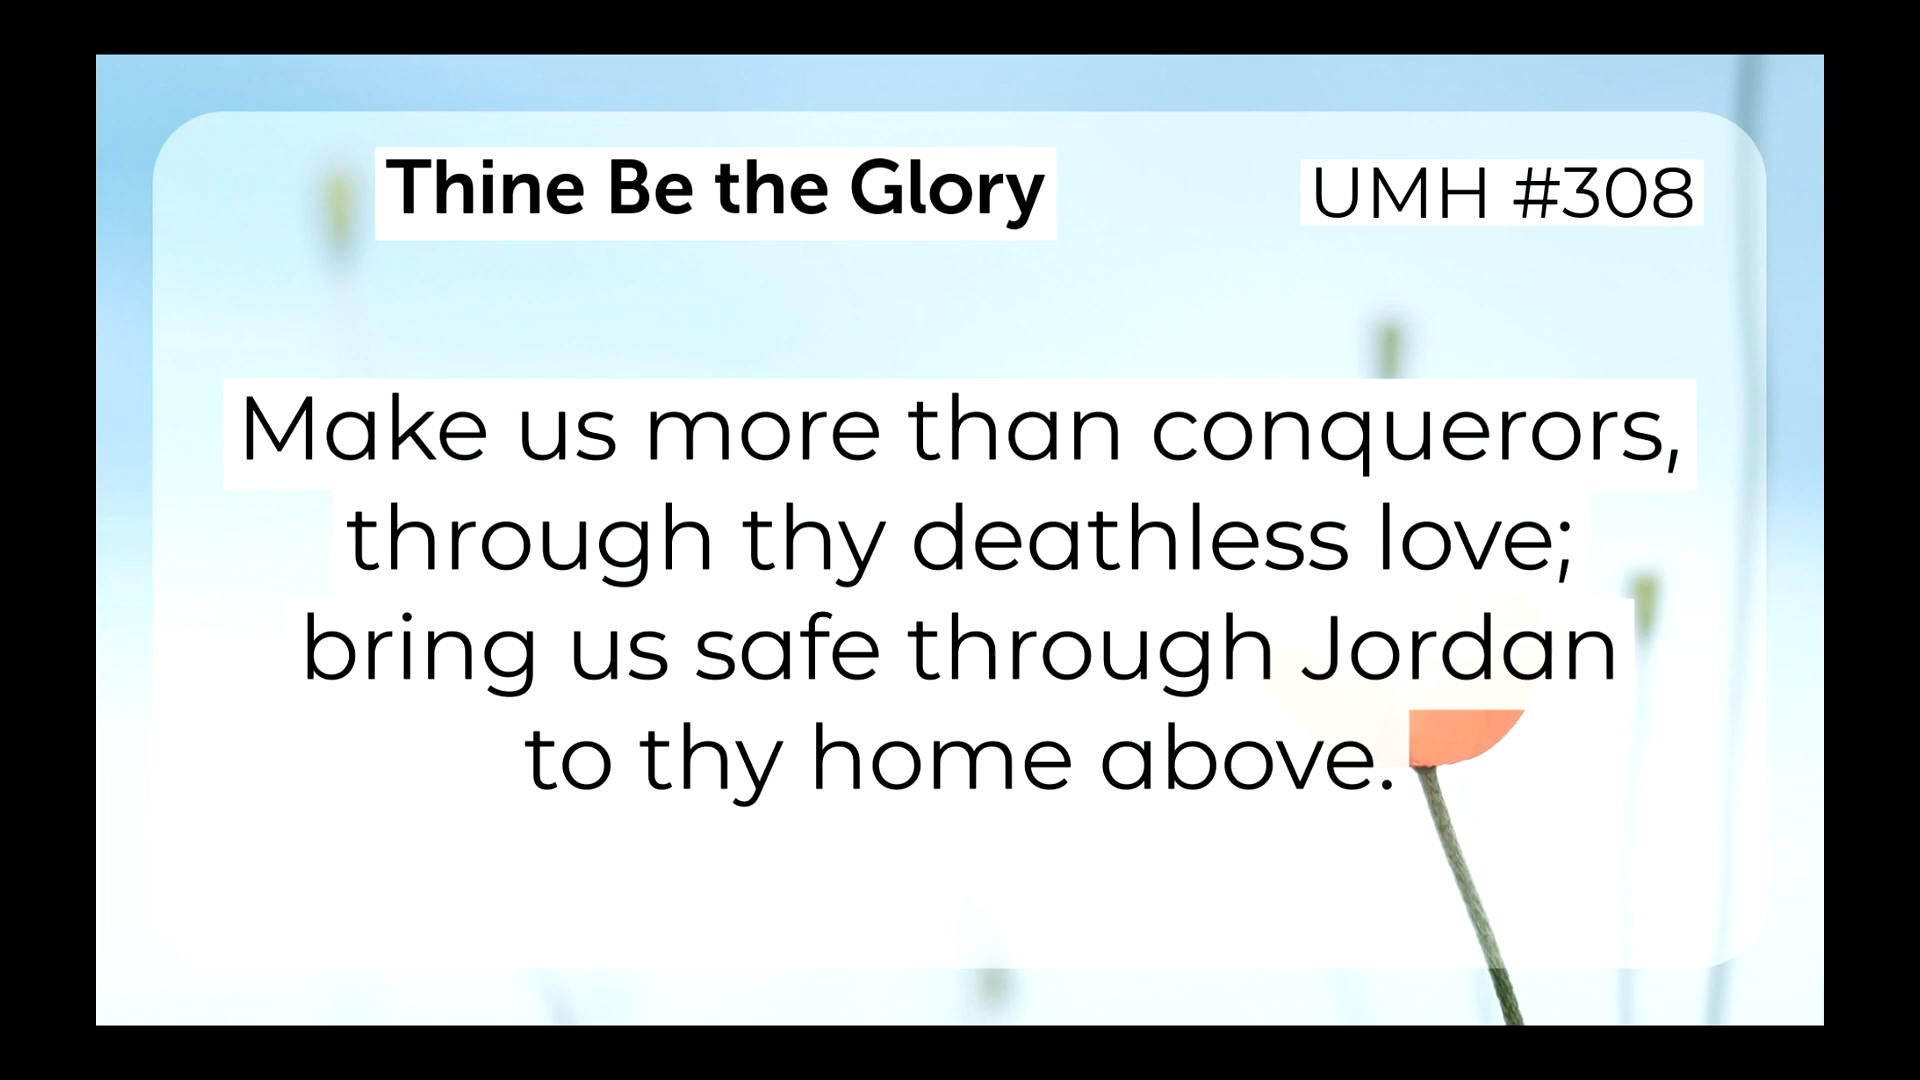 Thine Be the Glory UMH #308
Make us more than conquerors,
through thy deathless love;
bring us safe through Jordan
to thy home above.